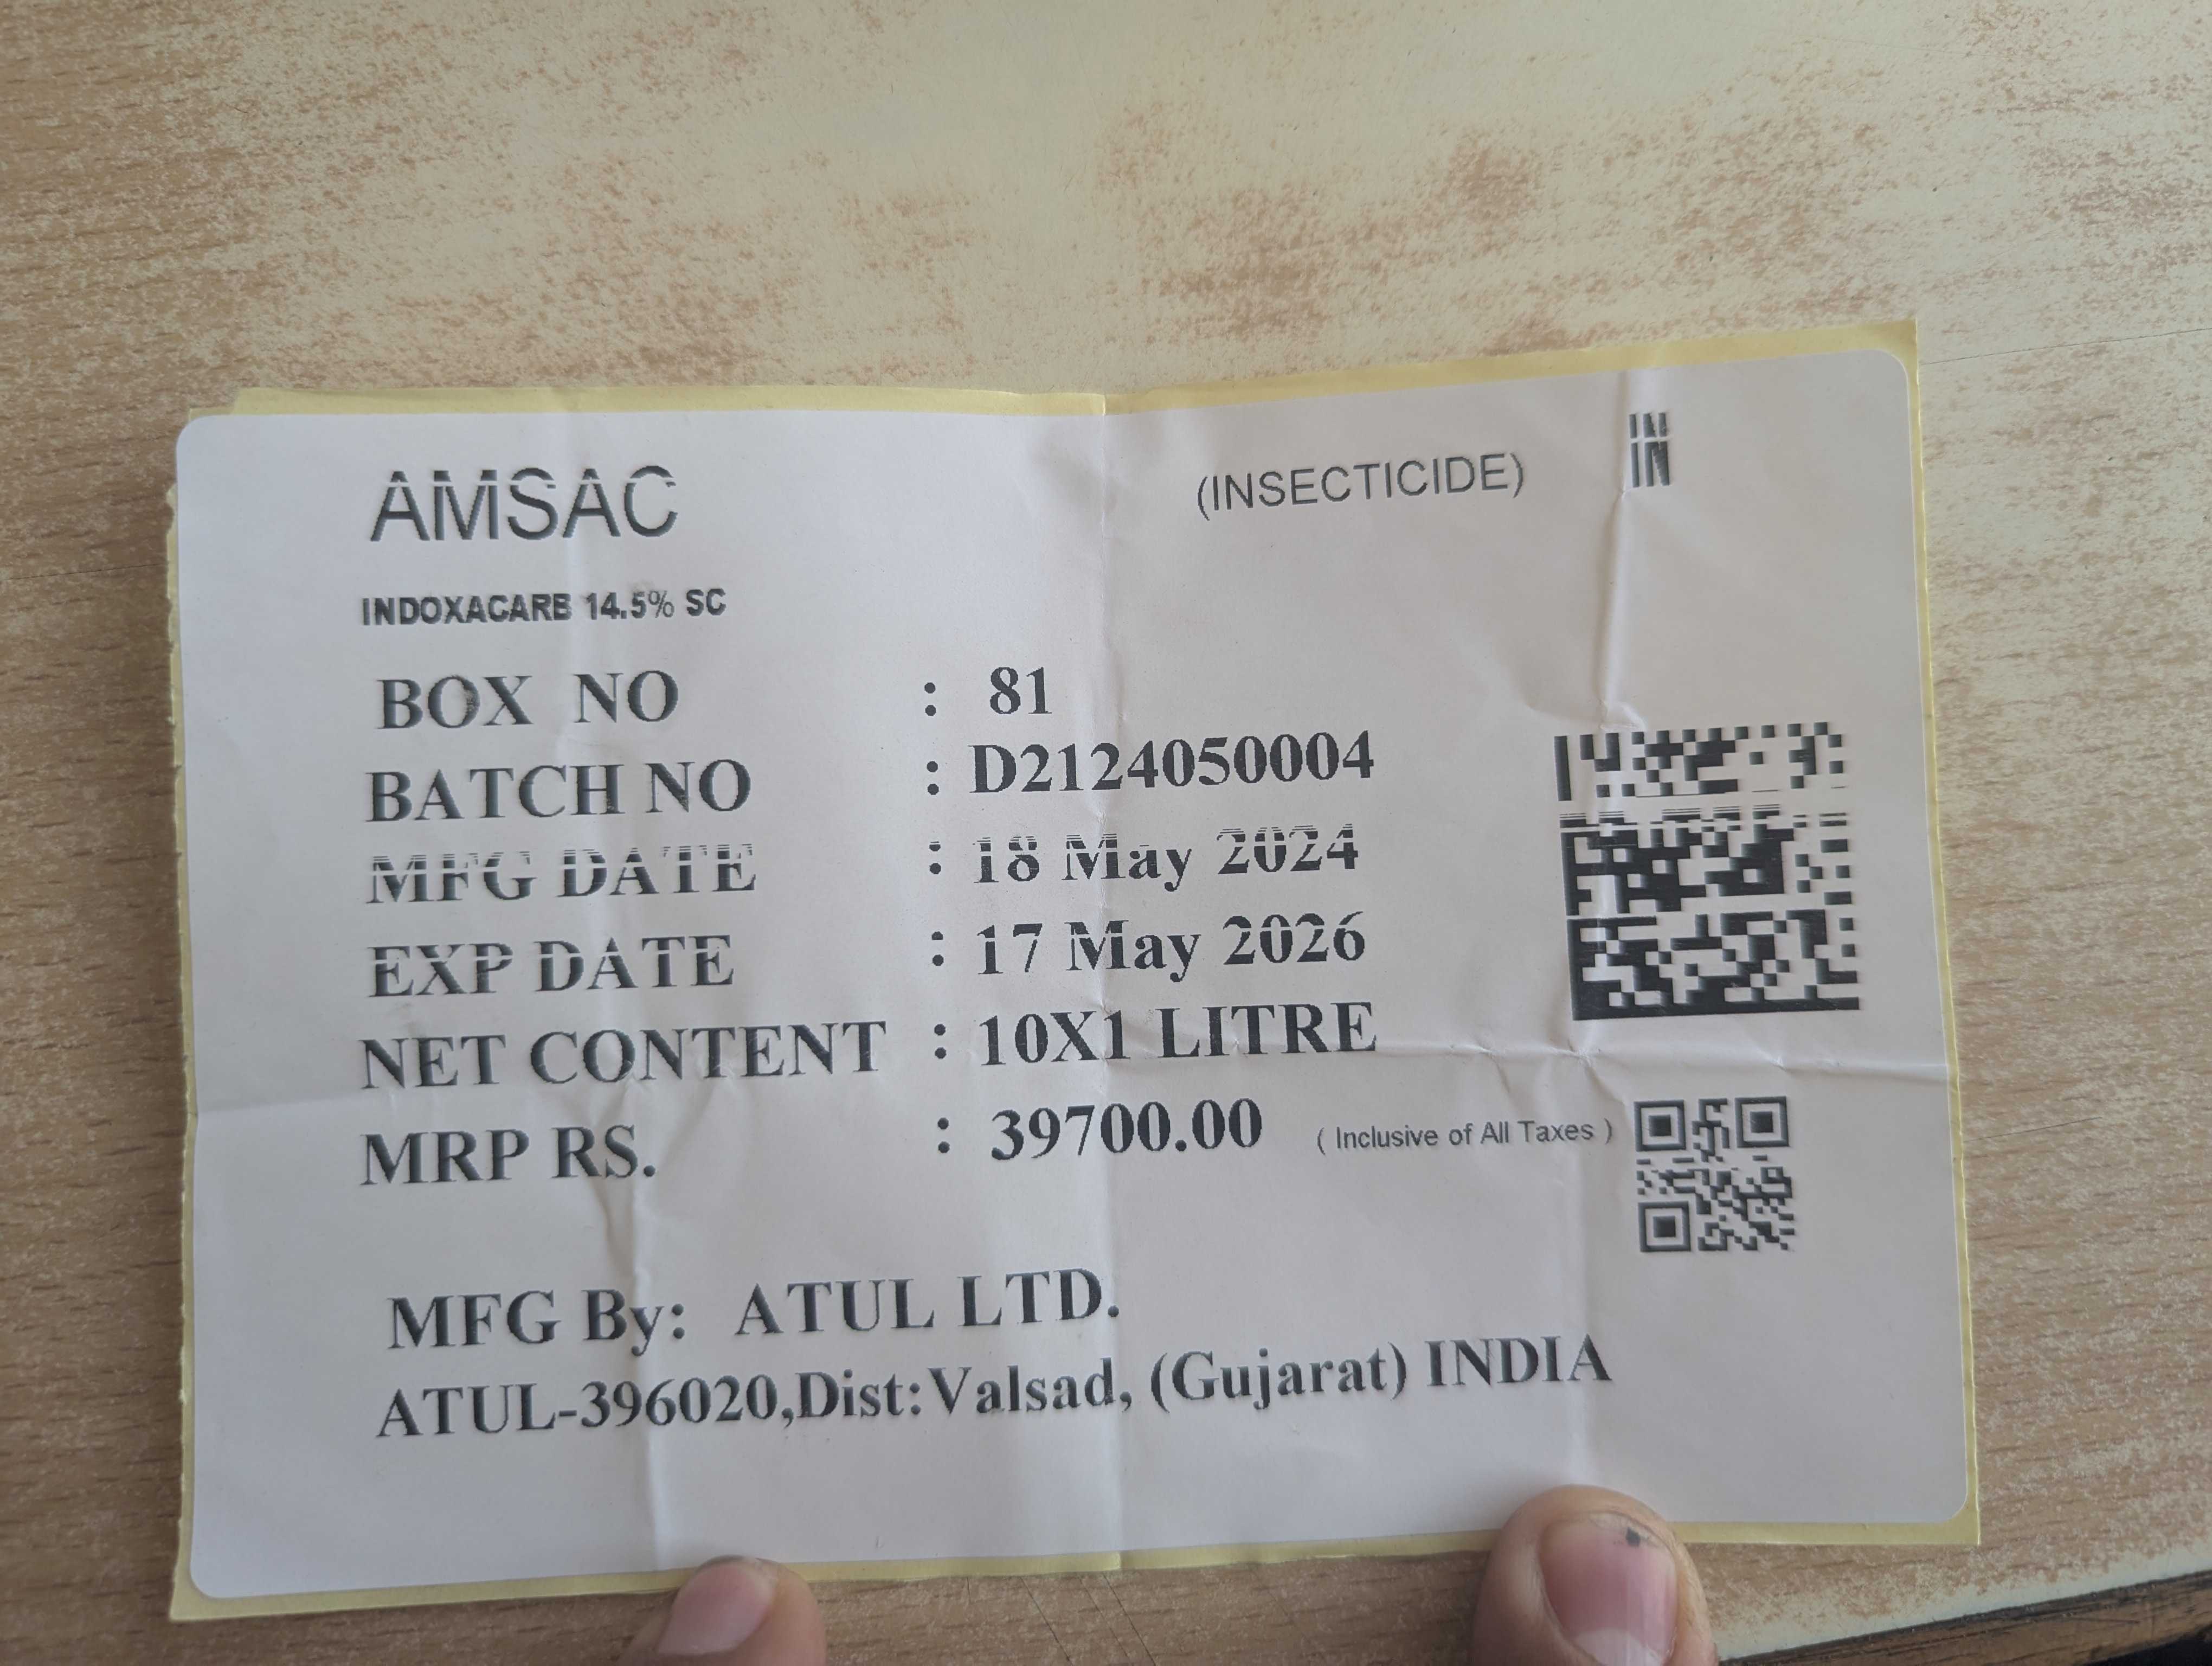 AMSAC (INSECTICIDE) IN
INDOXACARB 14.5% SC
BOX NO : 81
BATCH NO : D2124050004
MFG DATE : 18 May 2024
EXP DATE : 17 May 2026
NET CONTENT : 10X1 LITRE
MRP RS. : 39700.00 ( Inclusive of All Taxes )
MFG By: ATUL LTD.
ATUL-396020,Dist:Valsad, (Gujarat) INDIA